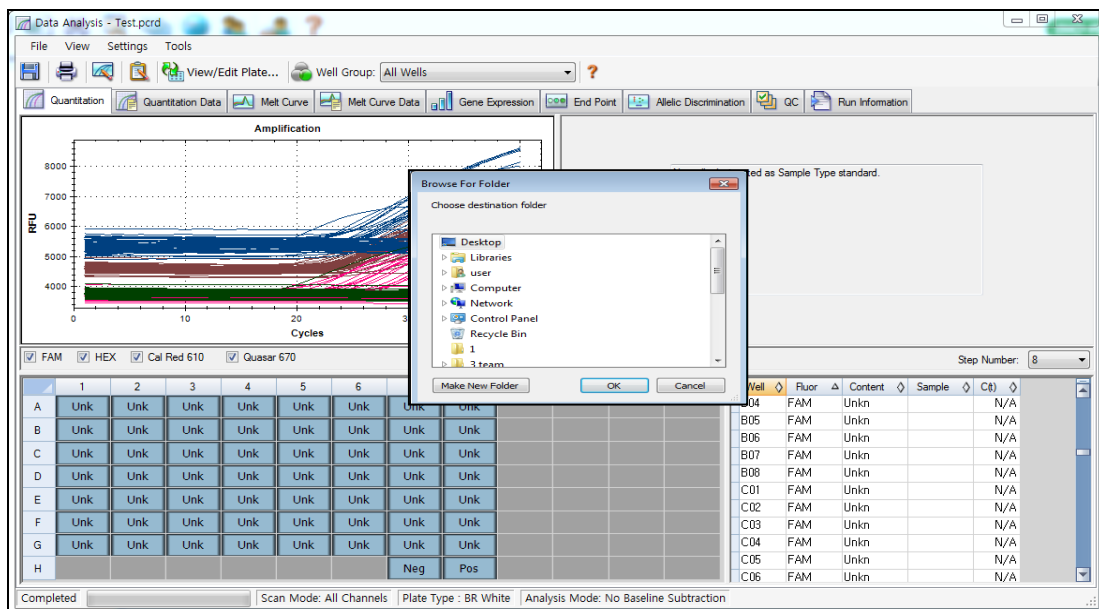 Data Analysis - Test.pcrd
File View Settings Tools
View/Edit Plate... Well Group: All Wells ?
Quantitation Quantitation Data Melt Curve Melt Curve Data Gene Expression End Point Allelic Discrimination QC Run Information
Amplification
8000
7000
6000
5000
4000
RFU
0 10 20
Cycles
ted as Sample Type standard.
Browse For Folder
Choose destination folder
Desktop
Libraries
user
Computer
Network
Control Panel
Recycle Bin
1
3 team
Make New Folder OK Cancel
FAM HEX Cal Red 610 Quasar 670
Step Number: 8
1 2 3 4 5 6
A Unk Unk Unk Unk Unk Unk Unk Unk
B Unk Unk Unk Unk Unk Unk Unk Unk
C Unk Unk Unk Unk Unk Unk Unk Unk
D Unk Unk Unk Unk Unk Unk Unk Unk
E Unk Unk Unk Unk Unk Unk Unk Unk
F Unk Unk Unk Unk Unk Unk Unk Unk
G Unk Unk Unk Unk Unk Unk Unk Unk
H Neg Pos
Well Fluor Content Sample C(t)
B04 FAM Unkn N/A
B05 FAM Unkn N/A
B06 FAM Unkn N/A
B07 FAM Unkn N/A
B08 FAM Unkn N/A
C01 FAM Unkn N/A
C02 FAM Unkn N/A
C03 FAM Unkn N/A
C04 FAM Unkn N/A
C05 FAM Unkn N/A
C06 FAM Unkn N/A
Completed Scan Mode: All Channels Plate Type : BR White Analysis Mode: No Baseline Subtraction